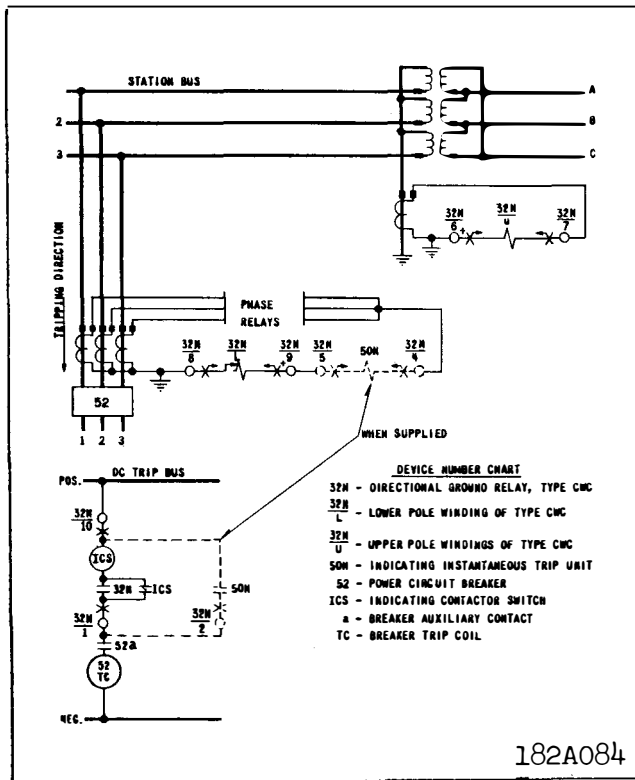 STATION BUS
A
2
B
3
C
32N
6
+
32N
u
32N
7
TRIPPING DIRECTION
PHASE
RELAYS
32N
8
32N
L
+
32N
9
32N
5
50N
32N
4
52
1 2 3
WHEN SUPPLIED
POS.
DC TRIP BUS
32N
10
ICS
32N
ICS
50N
32N
1
32N
2
52a
52
TC
NEG.
DEVICE NUMBER CHART
32N - DIRECTIONAL GROUND RELAY, TYPE CWC
32N
L
- LOWER POLE WINDING OF TYPE CWC
32N
U
- UPPER POLE WINDINGS OF TYPE CWC
50N - INDICATING INSTANTANEOUS TRIP UNIT
52 - POWER CIRCUIT BREAKER
ICS - INDICATING CONTACTOR SWITCH
a - BREAKER AUXILIARY CONTACT
TC - BREAKER TRIP COIL
182A084